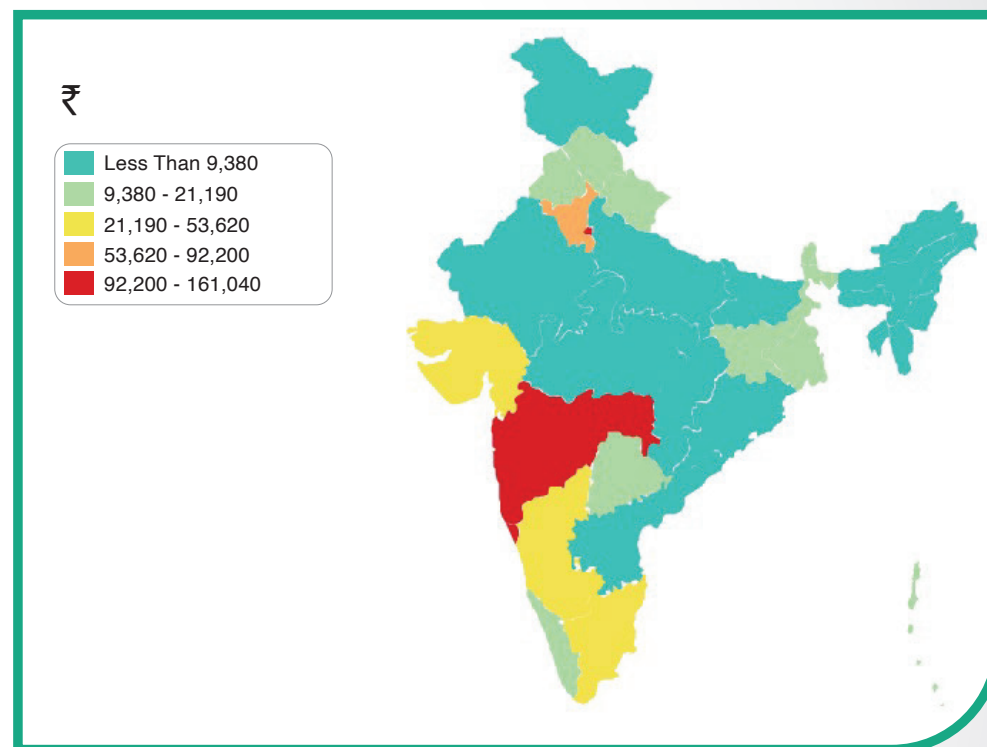 ₹
Less Than 9,380
9,380 - 21,190
21,190 - 53,620
53,620 - 92,200
92,200 - 161,040